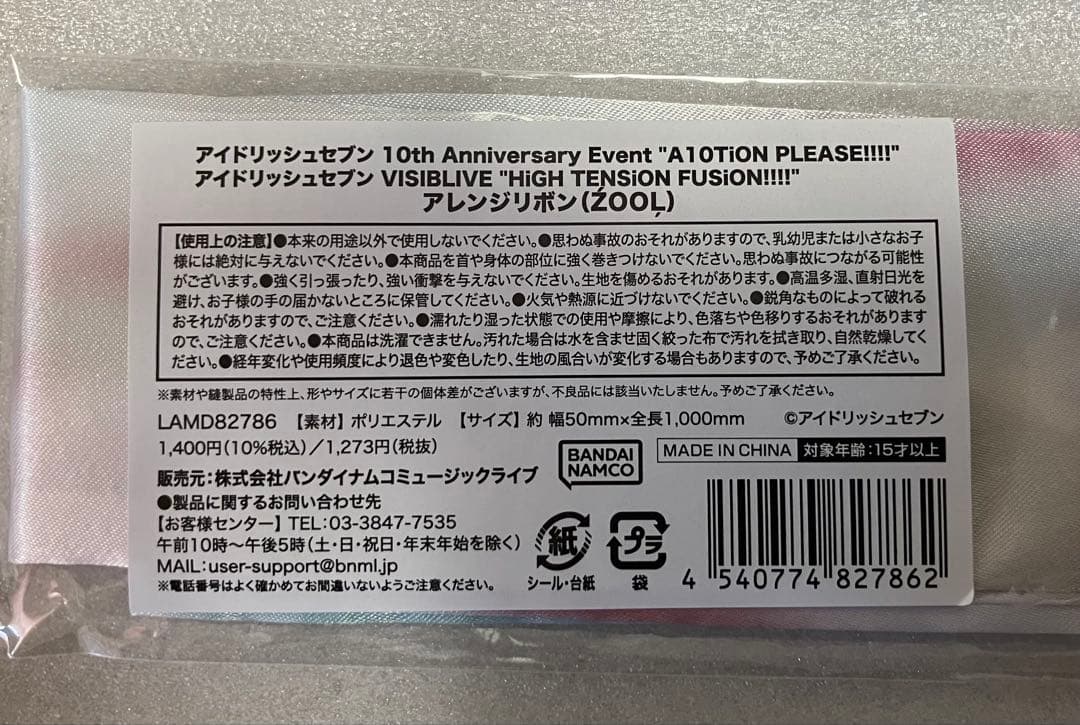 アイドリッシュセブン 10th Anniversary Event "A10TiON PLEASE!!!!"
アイドリッシュセブン VISIBLIVE "HiGH TENSiON FUSiON!!!!"
アレンジリボン(ŹOOĻ)
【使用上の注意】●本来の用途以外で使用しないでください。●思わぬ事故のおそれがありますので、乳幼児または小さなお子
様には絶対に与えないでください。●本商品を首や身体の部位に強く巻きつけないでください。思わぬ事故につながる可能性
がございます。●強く引っ張ったり、強い衝撃を与えないでください。生地を傷めるおそれがあります。●高温多湿、直射日光を
避け、お子様の手の届かないところに保管してください。●火気や熱源に近づけないでください。●鋭角なものによって破れる
おそれがありますので、ご注意ください。●濡れたり湿った状態での使用や摩擦により、色落ちや色移りするおそれがあります
ので、ご注意ください。●本商品は洗濯できません。汚れた場合は水を含ませ固く絞った布で汚れを拭き取り、自然乾燥してく
ださい。●経年変化や使用頻度により退色や変色したり、生地の風合いが変化する場合もありますので、予めご了承ください。
※素材や縫製品の特性上、形やサイズに若干の個体差がございますが、不良品には該当いたしません。予めご了承ください。
LAMD82786 【素材】ポリエステル 【サイズ】約 幅50mm×全長1,000mm ©アイドリッシュセブン
1,400円(10%税込)/1,273円(税抜)
BANDAI
NAMCO
MADE IN CHINA 対象年齢:15才以上
販売元:株式会社バンダイナムコミュージックライブ
●製品に関するお問い合わせ先
【お客様センター】TEL:03-3847-7535
午前10時〜午後5時(土・日・祝日・年末年始を除く)
MAIL:user-support@bnml.jp
※電話番号はよく確かめてお間違いないようご注意ください。
紙
シール・台紙
プラ
袋
4 540774 827862